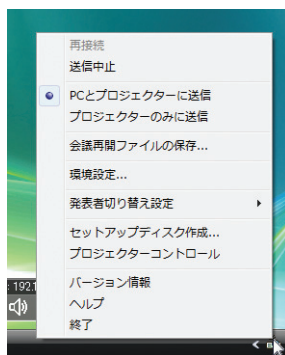 再接続
送信中止
PCとプロジェクターに送信
プロジェクターのみに送信
会議再開ファイルの保存...
環境設定...
発表者切り替え設定
セットアップディスク作成...
プロジェクターコントロール
バージョン情報
: 192.1
ヘルプ
終了